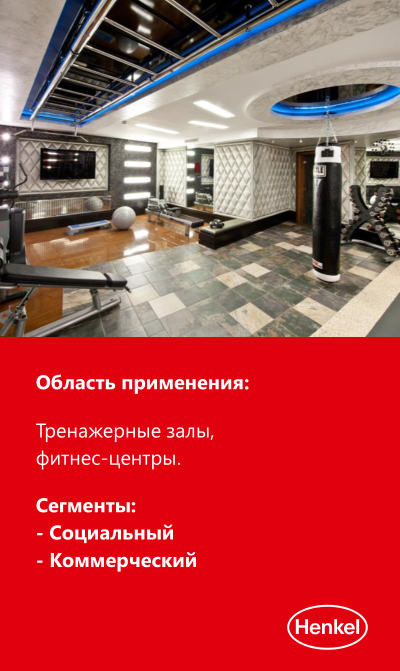 Область применения:
Тренажерные залы,
фитнес-центры.
Сегменты:
- Социальный
- Коммерческий
Henkel